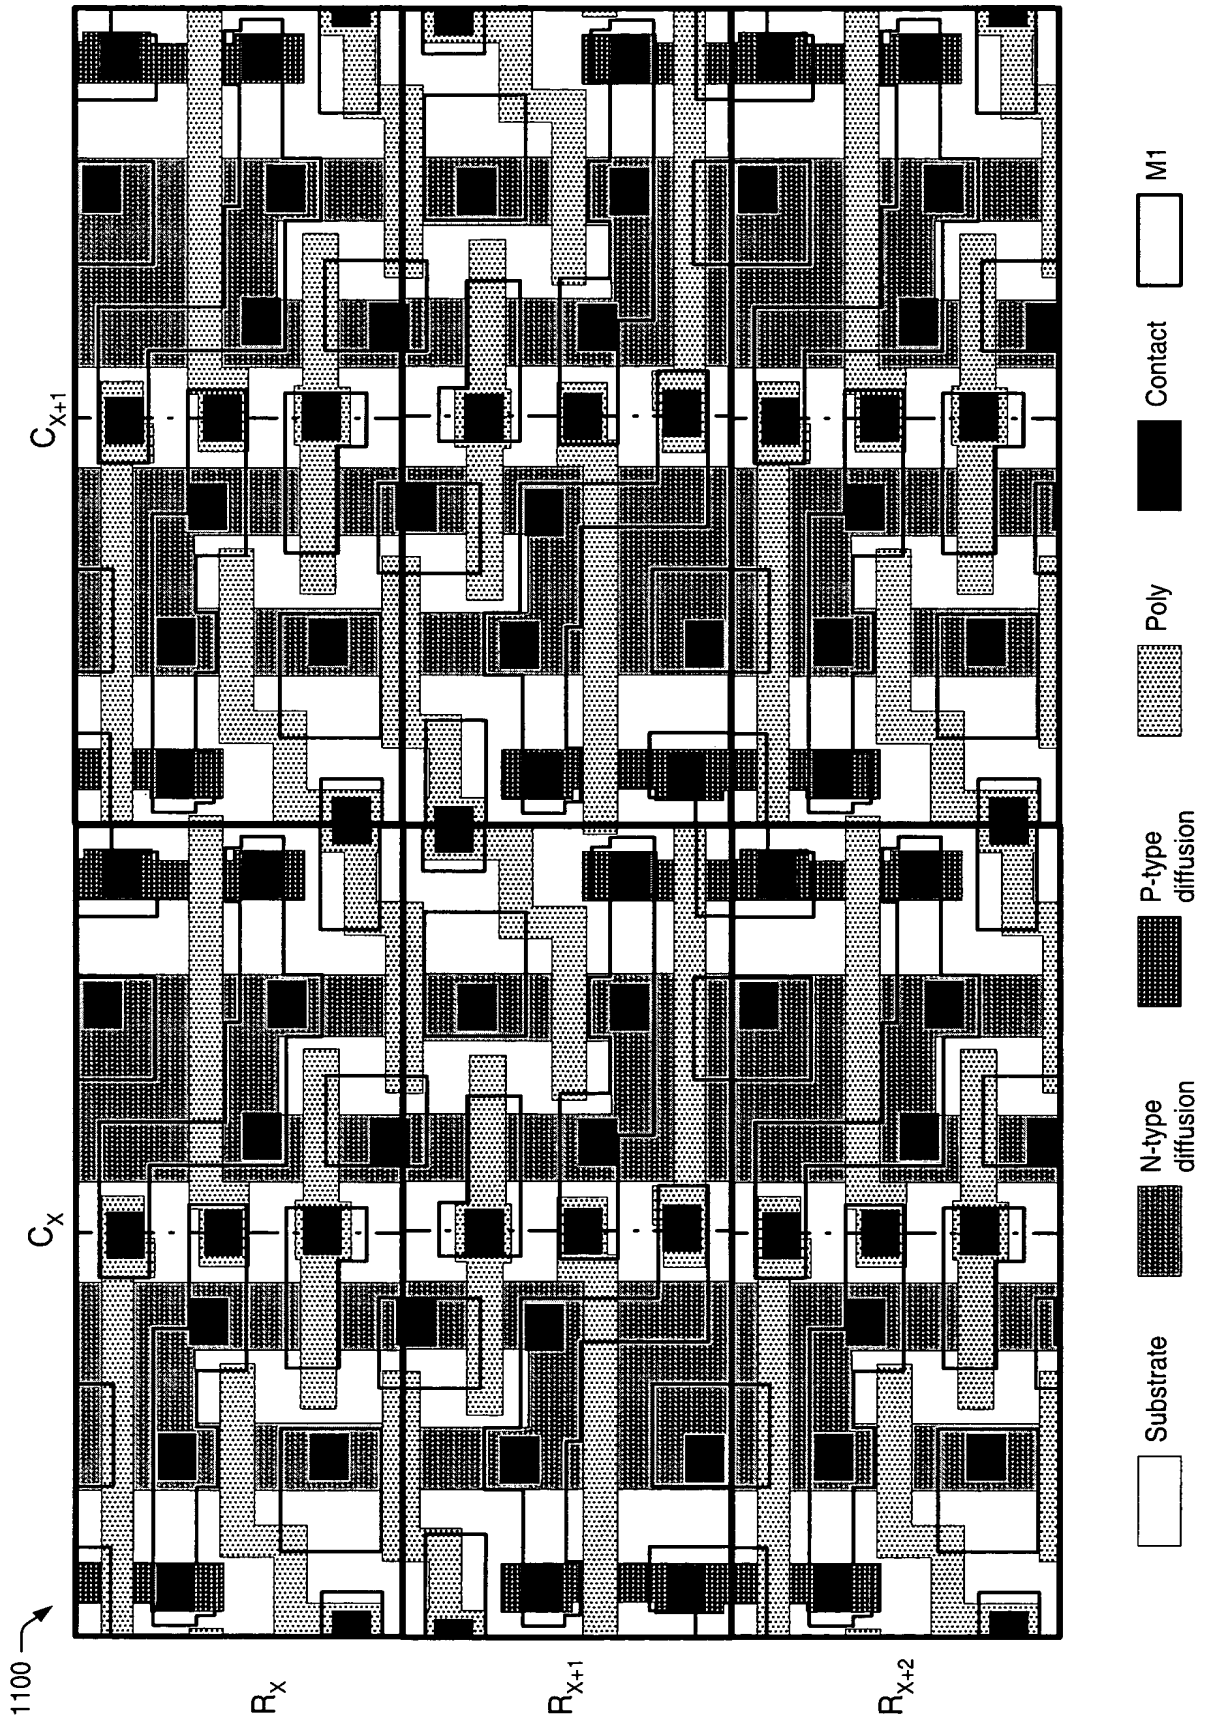 1100
C_X
C_X+1
R_X
R_X+1
R_X+2
Substrate
N-type
diffusion
P-type
diffusion
Poly
Contact
M1